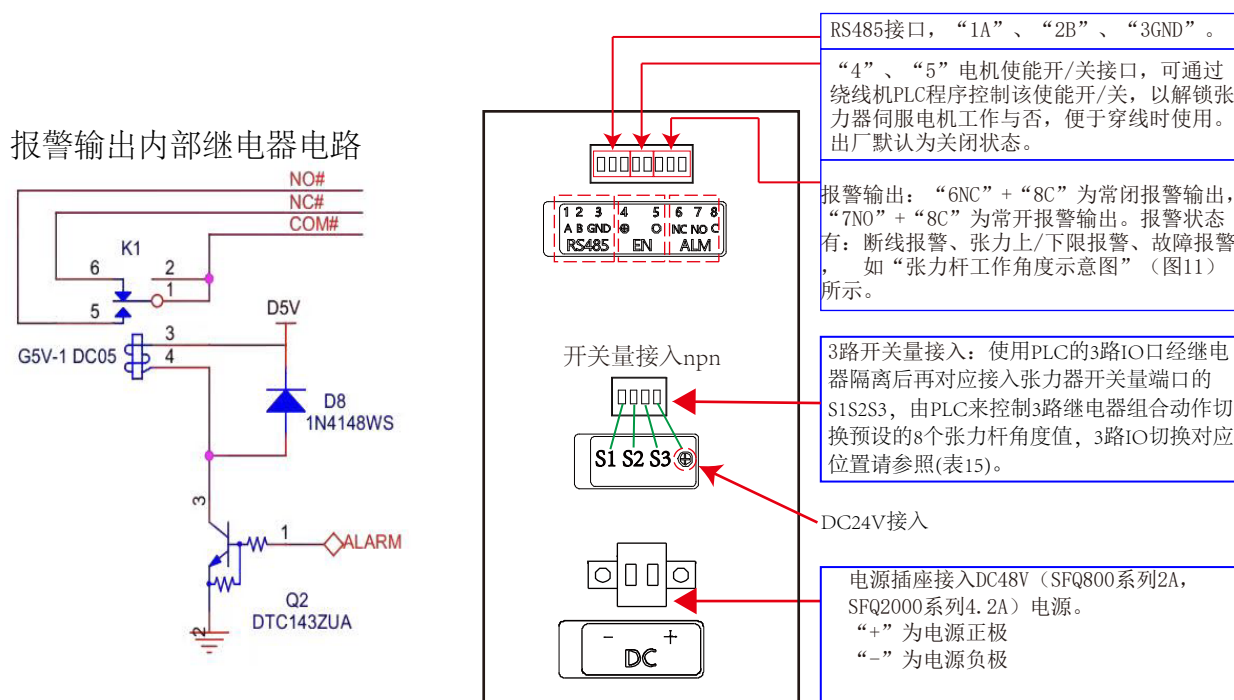 报警输出内部继电器电路
NO#
NC#
COM#
K1
6
2
1
5
3
4
G5V-1 DC05
D5V
D8
1N4148WS
3
1
ALARM
Q2
DTC143ZUA
2
1 2 3 4 5 6 7 8
A B GND ⊕ O NC NO C
RS485 EN ALM
开关量接入npn
S1 S2 S3 ⊕
- +
DC
RS485接口，“1A”、“2B”、“3GND”。
“4”、“5”电机使能开/关接口，可通过
绕线机PLC程序控制该使能开/关，以解锁张
力器伺服电机工作与否，便于穿线时使用。
出厂默认为关闭状态。
报警输出：“6NC”+“8C”为常闭报警输出，
“7NO”+“8C”为常开报警输出。报警状态
有：断线报警、张力上/下限报警、故障报警
， 如“张力杆工作角度示意图”（图11）
所示。
3路开关量接入：使用PLC的3路IO口经继电
器隔离后再对应接入张力器开关量端口的
S1S2S3，由PLC来控制3路继电器组合动作切
换预设的8个张力杆角度值，3路IO切换对应
位置请参照(表15)。
DC24V接入
电源插座接入DC48V（SFQ800系列2A，
SFQ2000系列4.2A）电源。
“+”为电源正极
“-”为电源负极